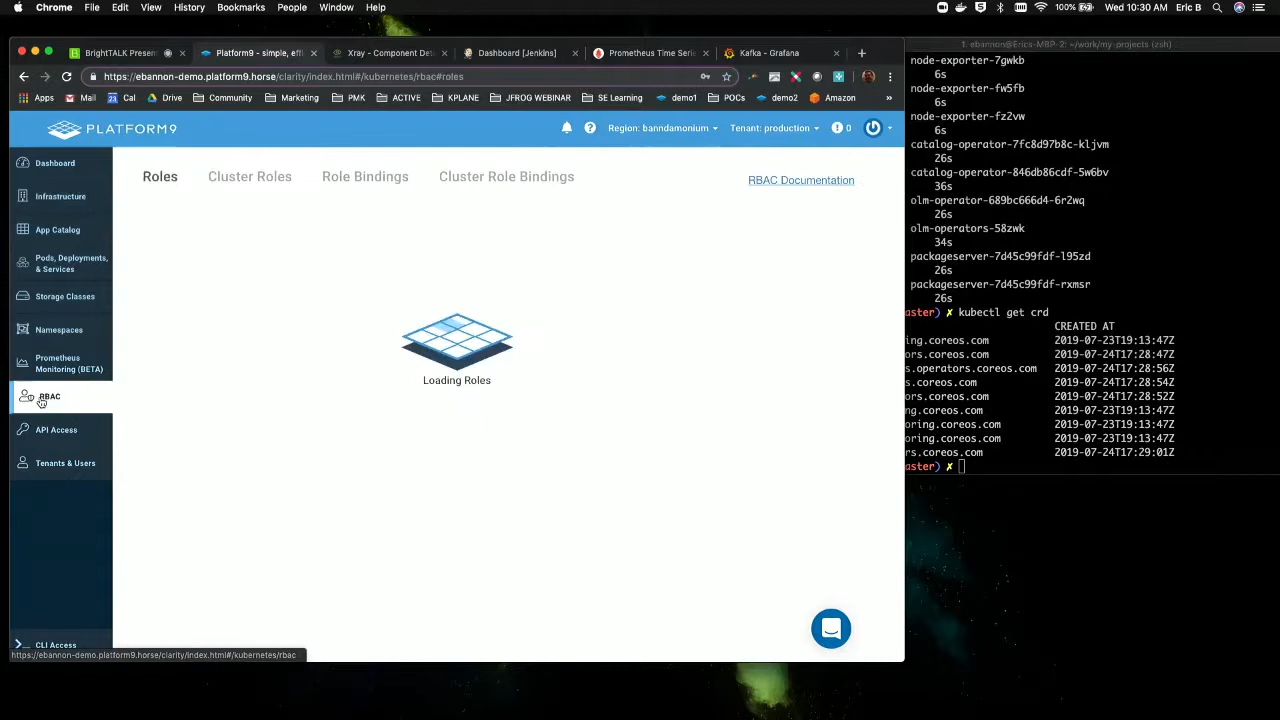 Chrome File Edit View History Bookmarks People Window Help 100% Wed 10:30 AM Eric B
BrightTALK Presen
Platform9 - simple, effi
Xray - Component Det
Dashboard [Jenkins]
Prometheus Time Serie
Kafka - Grafana
1. ebannon@Erics-MBP-2: ~/work/my-projects (zsh)
https://ebannon-demo.platform9.horse/clarity/index.html#/kubernetes/rbac#roles
Apps Mail Cal Drive Community Marketing PMK ACTIVE KPLANE JFROG WEBINAR SE Learning demo1 POCs demo2 Amazon »
PLATFORM9
Region: banndamonium
Tenant: production
0
Dashboard
Infrastructure
App Catalog
Pods, Deployments,
& Services
Storage Classes
Namespaces
Prometheus
Monitoring (BETA)
RBAC
API Access
Tenants & Users
CLI Access
https://ebannon-demo.platform9.horse/clarity/index.html#/kubernetes/rbac
Roles Cluster Roles Role Bindings Cluster Role Bindings
RBAC Documentation
Loading Roles
node-exporter-7gwkb
6s
node-exporter-fw5fb
6s
node-exporter-fz2vw
6s
catalog-operator-7fc8d97b8c-kljvm
26s
catalog-operator-846db86cdf-5w6bv
36s
olm-operator-689bc666d4-6r2wq
26s
olm-operators-58zwk
34s
packageserver-7d45c99fdf-l95zd
26s
packageserver-7d45c99fdf-rxmsr
26s
aster) ✗ kubectl get crd
CREATED AT
ing.coreos.com 2019-07-23T19:13:47Z
ors.coreos.com 2019-07-24T17:28:47Z
s.operators.coreos.com 2019-07-24T17:28:56Z
s.coreos.com 2019-07-24T17:28:54Z
ors.coreos.com 2019-07-24T17:28:52Z
ng.coreos.com 2019-07-23T19:13:47Z
oring.coreos.com 2019-07-23T19:13:47Z
oring.coreos.com 2019-07-23T19:13:47Z
rs.coreos.com 2019-07-24T17:29:01Z
aster) ✗